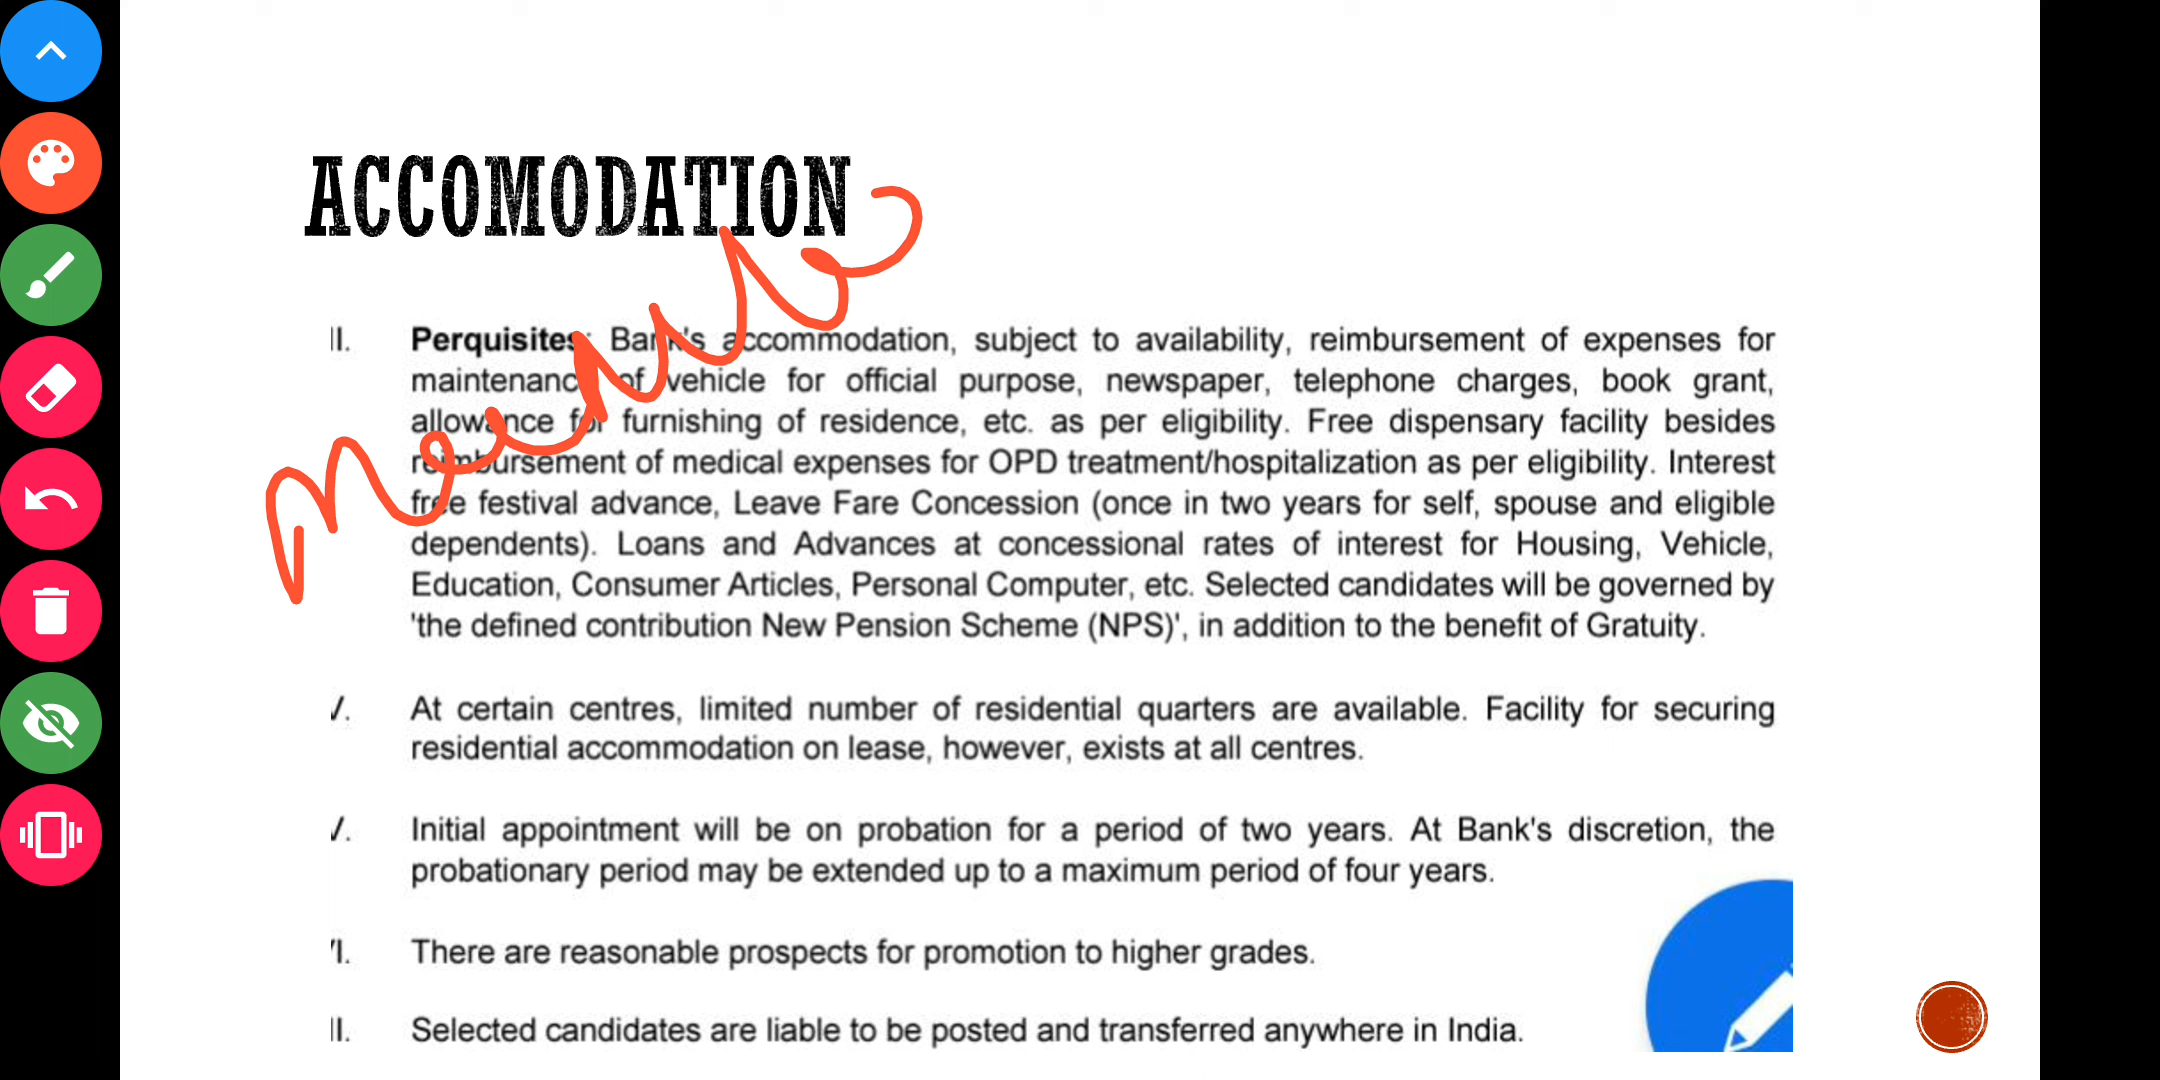 ACCOMODATION
II. Perquisites: Bank's accommodation, subject to availability, reimbursement of expenses for
maintenance of vehicle for official purpose, newspaper, telephone charges, book grant,
allowance for furnishing of residence, etc. as per eligibility. Free dispensary facility besides
reimbursement of medical expenses for OPD treatment/hospitalization as per eligibility. Interest
free festival advance, Leave Fare Concession (once in two years for self, spouse and eligible
dependents). Loans and Advances at concessional rates of interest for Housing, Vehicle,
Education, Consumer Articles, Personal Computer, etc. Selected candidates will be governed by
'the defined contribution New Pension Scheme (NPS)', in addition to the benefit of Gratuity.
V. At certain centres, limited number of residential quarters are available. Facility for securing
residential accommodation on lease, however, exists at all centres.
V. Initial appointment will be on probation for a period of two years. At Bank's discretion, the
probationary period may be extended up to a maximum period of four years.
I. There are reasonable prospects for promotion to higher grades.
II. Selected candidates are liable to be posted and transferred anywhere in India.